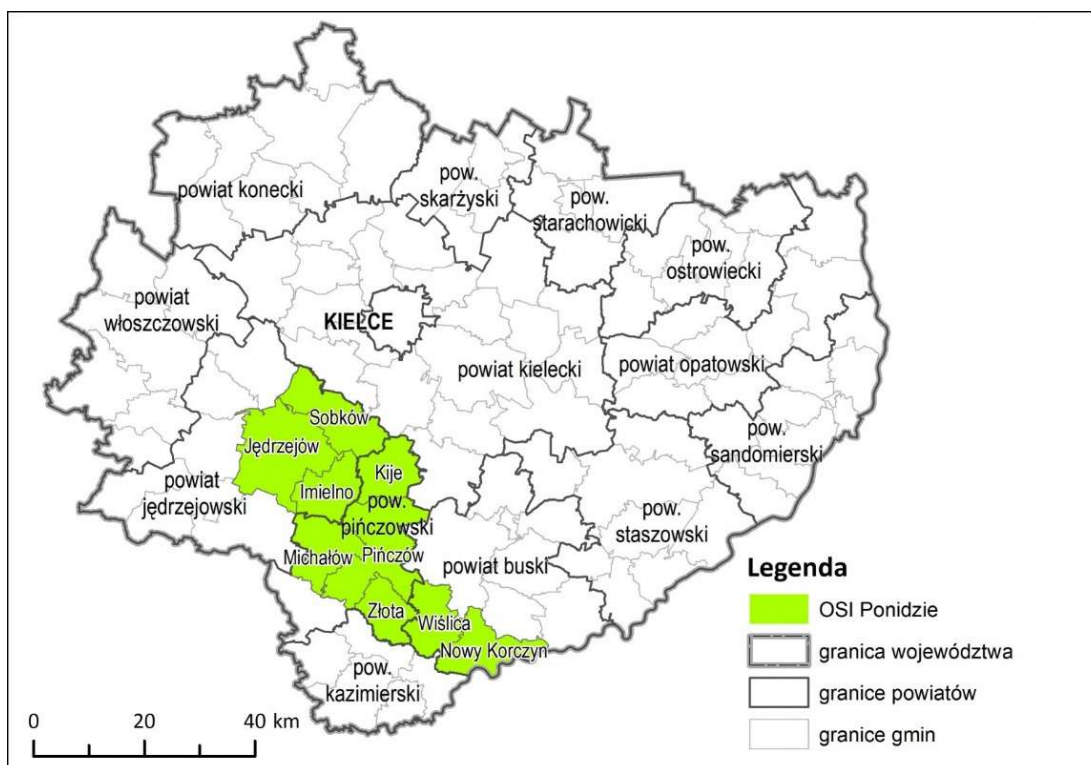 powiat konecki
pow.
skarżyski
pow.
starachowicki
pow.
ostrowiecki
powiat
włoszczowski
KIELCE
powiat kielecki
powiat opatowski
pow.
sandomierski
Sobków
Jędrzejów
Kije
Imielno
powiat
jędrzejowski
pow.
pińczowski
pow.
staszowski
Michałów
Pińczów
powiat buski
Złota
Wiślica
Nowy Korczyn
pow.
kazimierski
Legenda
OSI Ponidzie
granica województwa
granice powiatów
granice gmin
0 20 40 km